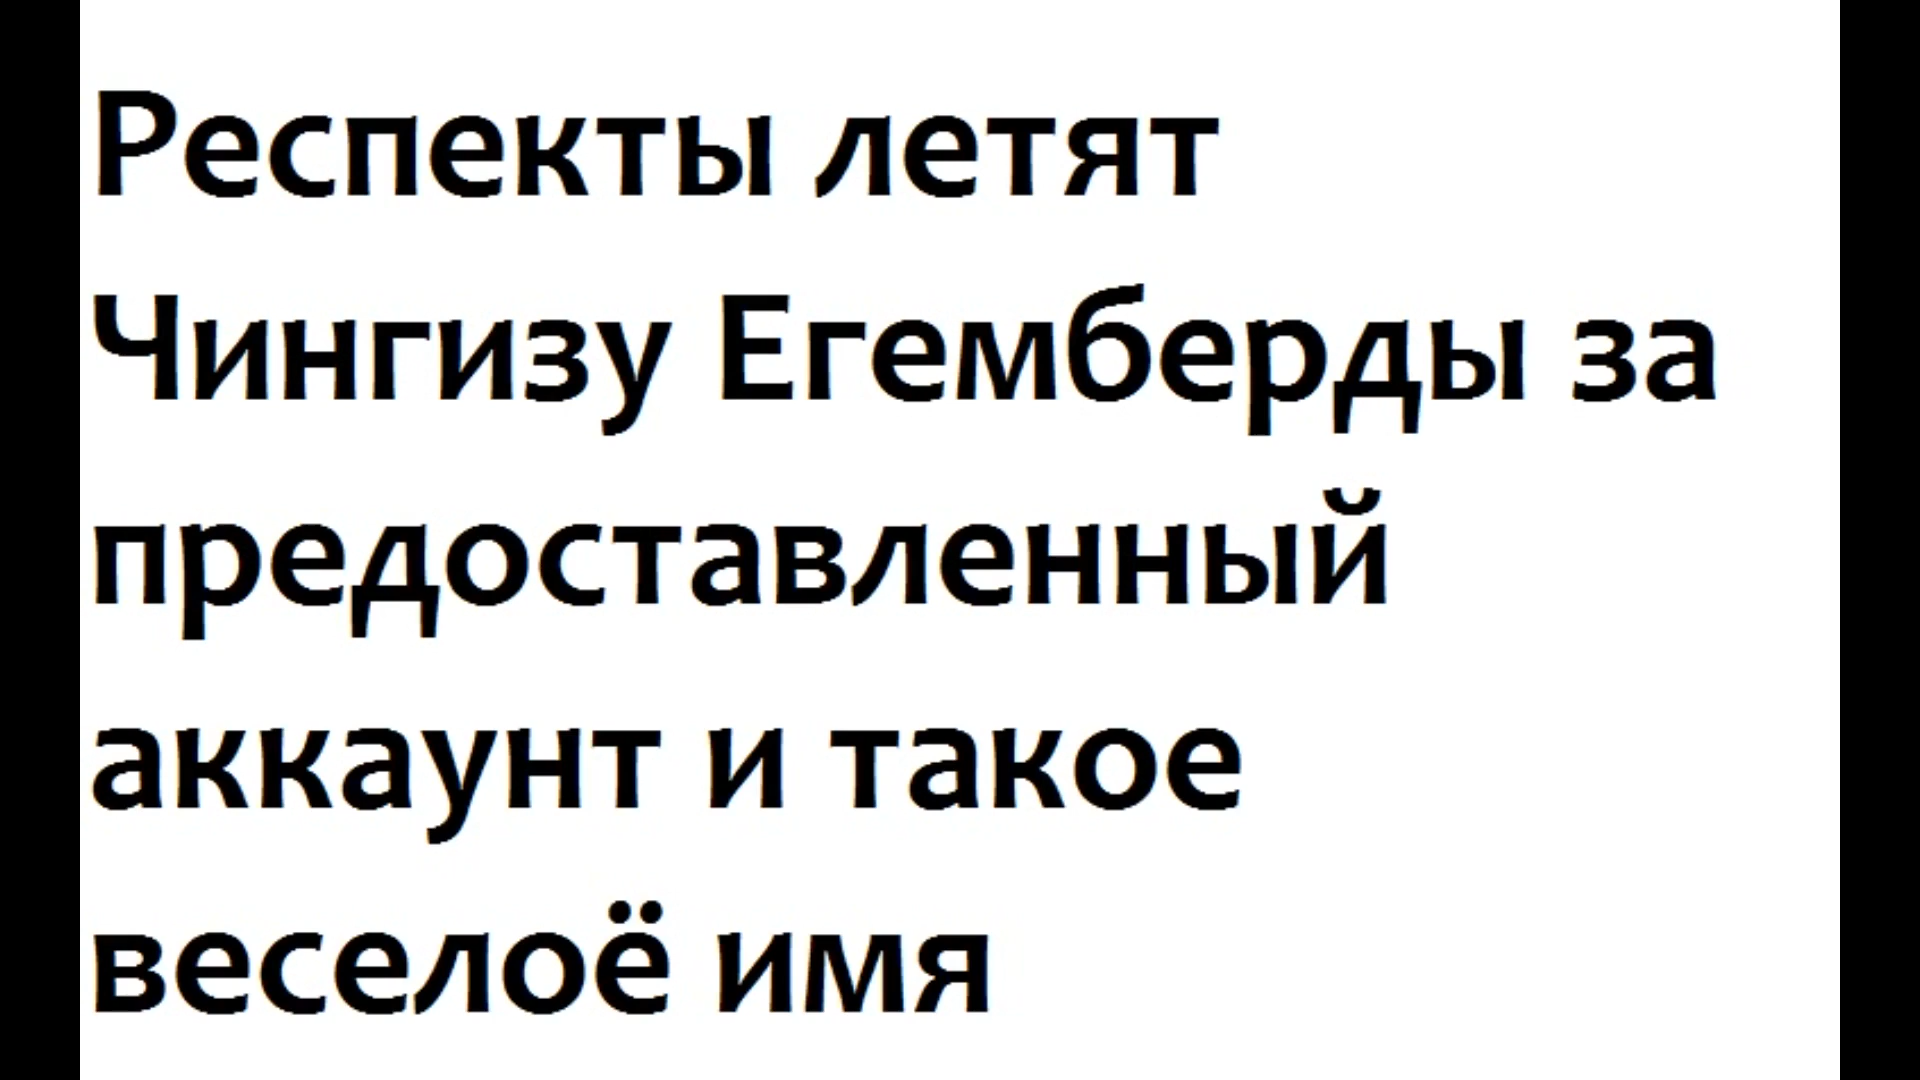 Респекты летят
Чингизу Егемберды за
предоставленный
аккаунт и такое
веселоё имя